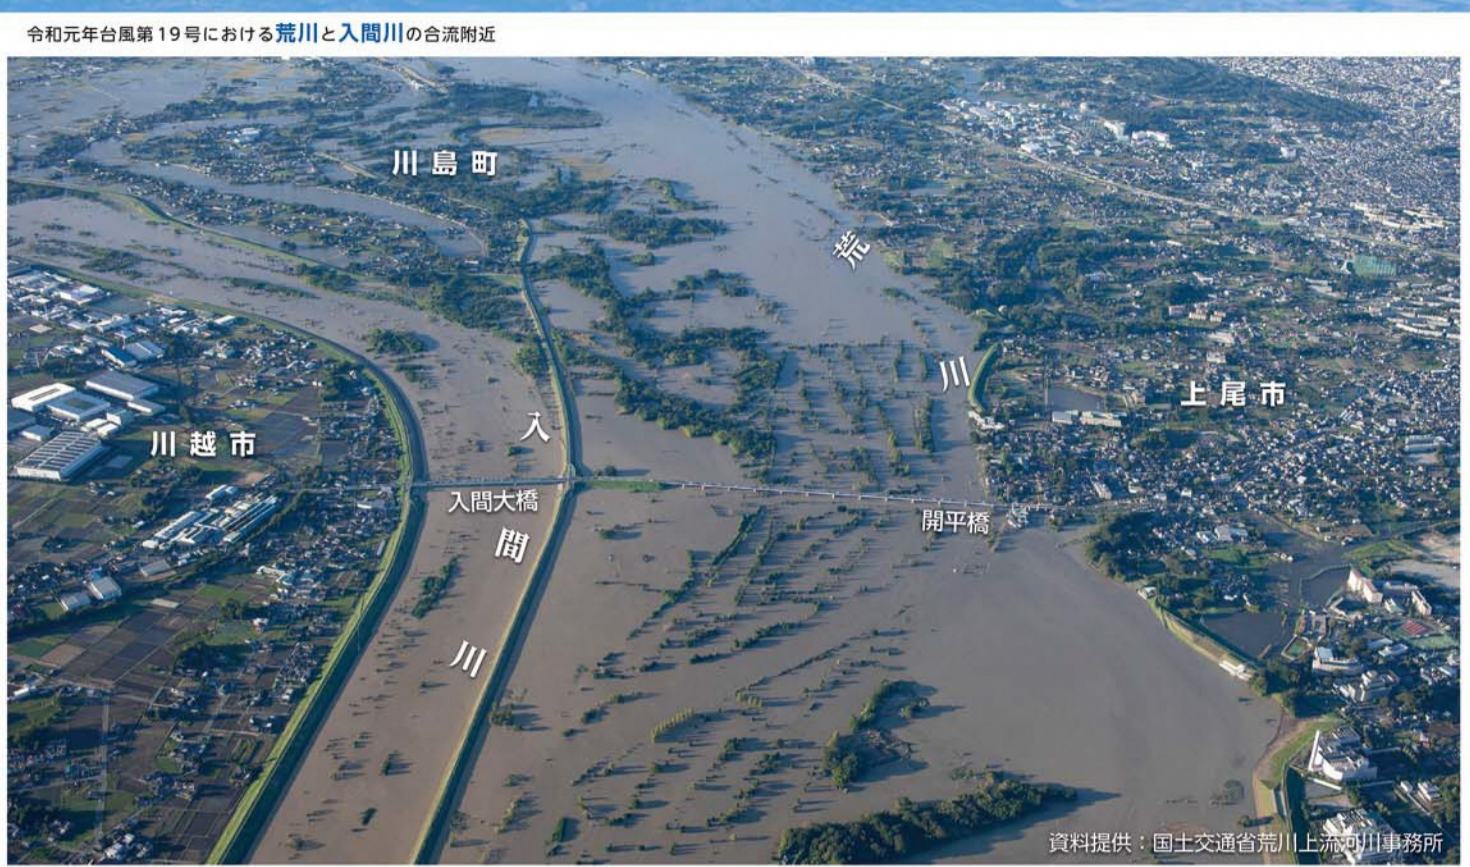 令和元年台風第19号における荒川と入間川の合流附近
川島町
荒川
上尾市
川越市
入間川
入間大橋
開平橋
資料提供：国土交通省荒川上流河川事務所